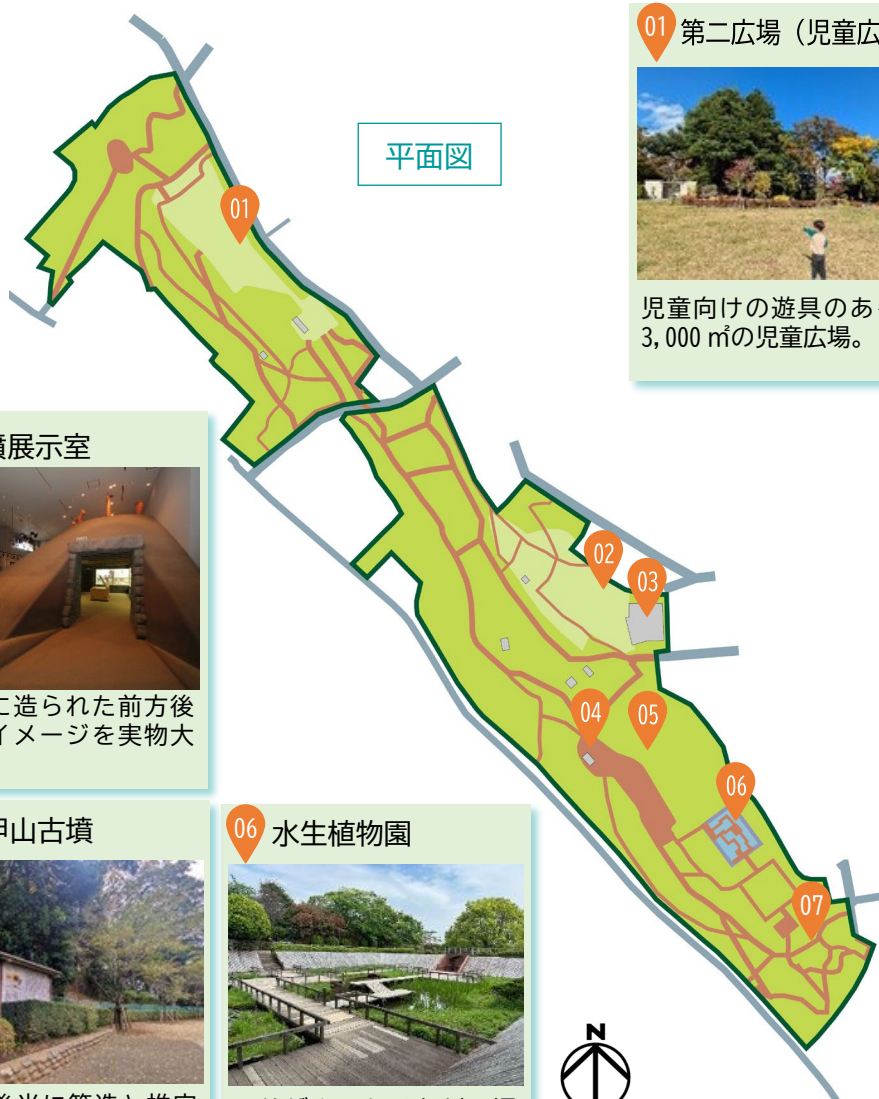 平面図
01 第二広場（児童広
児童向けの遊具のあ
3,000 ㎡の児童広場。
01
02
03
04
05
06
07
墳展示室
に造られた前方後
イメージを実物大
甲山古墳
06 水生植物園
N